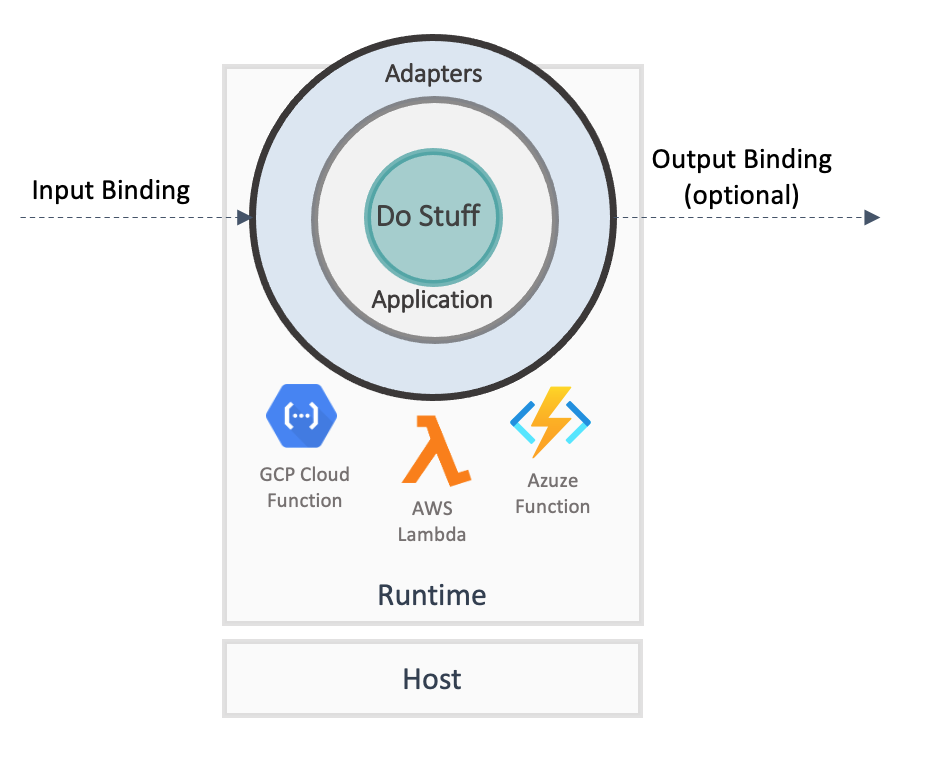 Adapters
Input Binding
Output Binding
(optional)
Do Stuff
Application
GCP Cloud
Function
AWS
Lambda
Azuze
Function
Runtime
Host